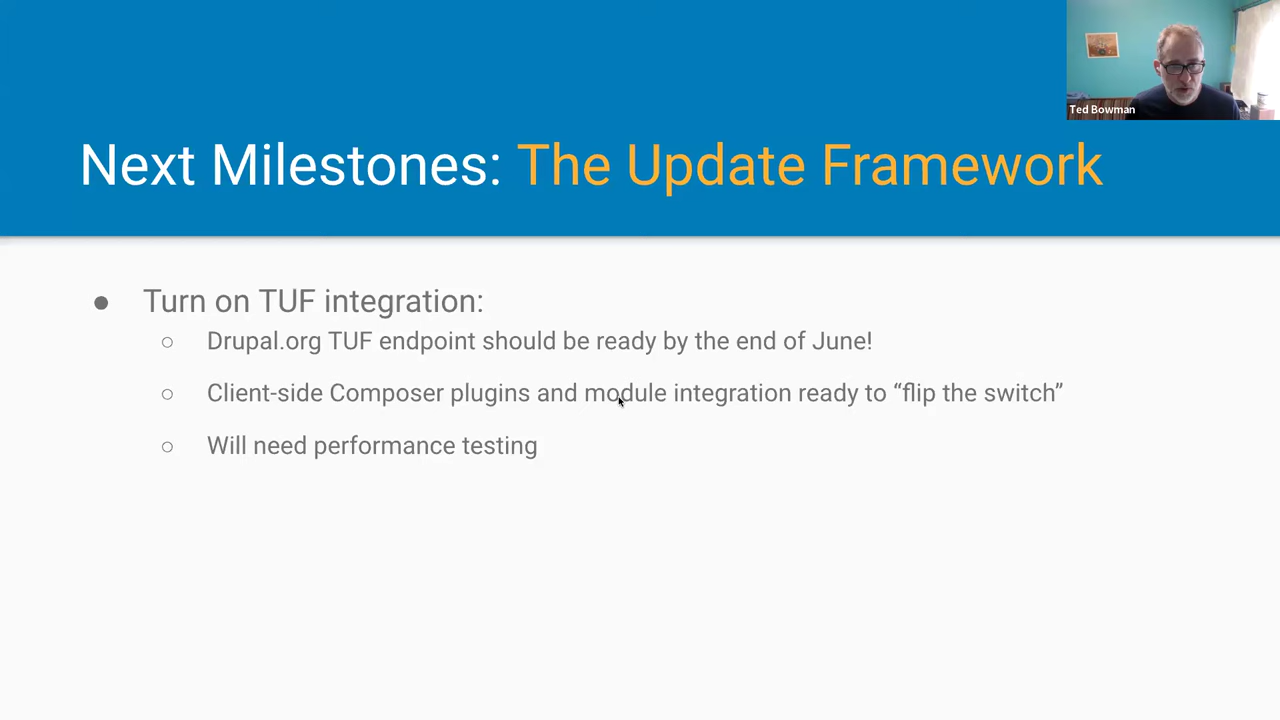 Ted Bowman
Next Milestones: The Update Framework
● Turn on TUF integration:
○ Drupal.org TUF endpoint should be ready by the end of June!
○ Client-side Composer plugins and module integration ready to “flip the switch”
○ Will need performance testing